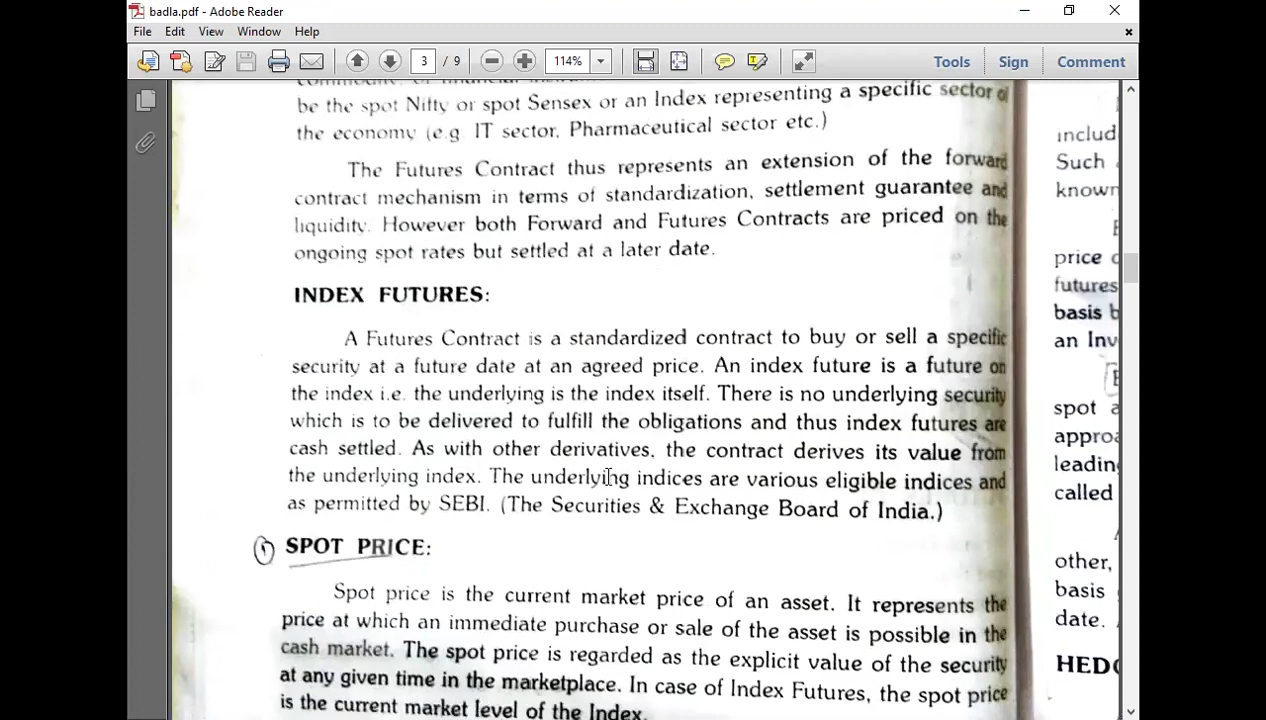 badla.pdf - Adobe Reader
File Edit View Window Help
3 / 9 114% Tools Sign Comment
be the spot Nifty or spot Sensex or an Index representing a specific sector of
the economy (e.g. IT sector, Pharmaceutical sector etc.)
The Futures Contract thus represents an extension of the forward
contract mechanism in terms of standardization, settlement guarantee and
liquidity. However both Forward and Futures Contracts are priced on the
ongoing spot rates but settled at a later date.
INDEX FUTURES:
A Futures Contract is a standardized contract to buy or sell a specific
security at a future date at an agreed price. An index future is a future on
the index i.e. the underlying is the index itself. There is no underlying security
which is to be delivered to fulfill the obligations and thus index futures are
cash settled. As with other derivatives, the contract derives its value from
the underlying index. The underlying indices are various eligible indices and
as permitted by SEBI. (The Securities & Exchange Board of India.)
1 SPOT PRICE:
Spot price is the current market price of an asset. It represents the
price at which an immediate purchase or sale of the asset is possible in the
cash market. The spot price is regarded as the explicit value of the security
at any given time in the marketplace. In case of Index Futures, the spot price
is the current market level of the Index.
includ
Such
known
price
futures
basis b
an Inv
spot a
appro
leadin
called
other,
basis
date.
HEDG